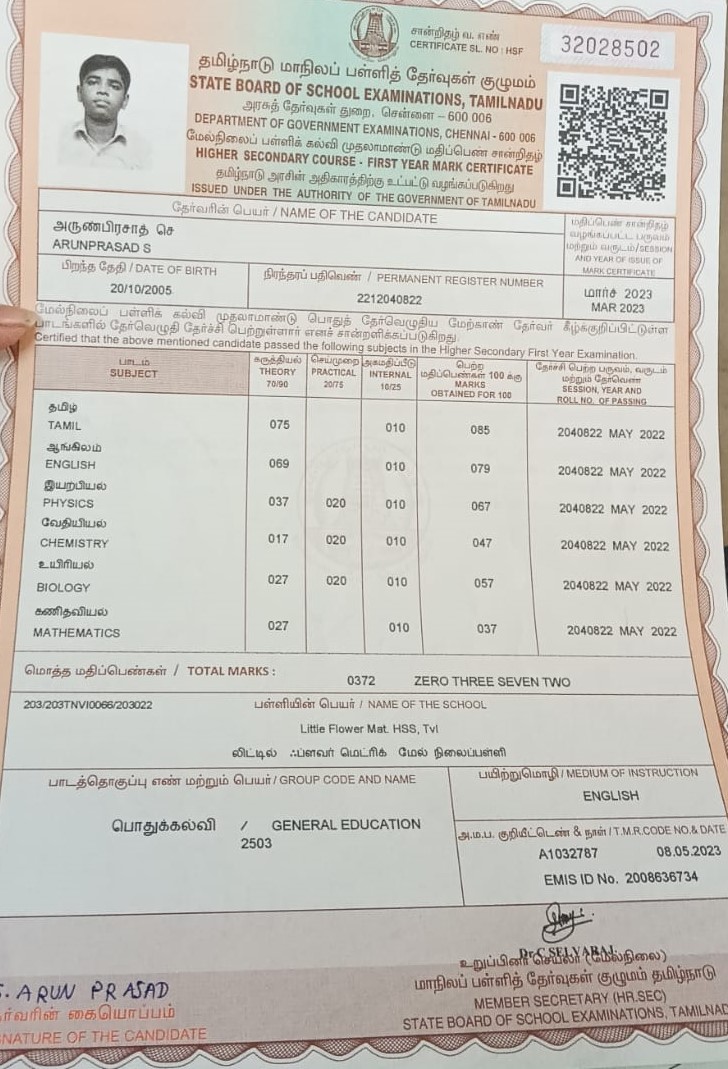 சான்றிதழ் வ. எண்
CERTIFICATE SL. NO : HSF
32028502
தமிழ்நாடு மாநிலப் பள்ளித் தேர்வுகள் குழுமம்
STATE BOARD OF SCHOOL EXAMINATIONS, TAMILNADU
அரசுத் தேர்வுகள் துறை, சென்னை – 600 006
DEPARTMENT OF GOVERNMENT EXAMINATIONS, CHENNAI - 600 006
மேல்நிலைப் பள்ளிக் கல்வி முதலாமாண்டு மதிப்பெண் சான்றிதழ்
HIGHER SECONDARY COURSE - FIRST YEAR MARK CERTIFICATE
தமிழ்நாடு அரசின் அதிகாரத்திற்கு உட்பட்டு வழங்கப்படுகிறது
ISSUED UNDER THE AUTHORITY OF THE GOVERNMENT OF TAMILNADU
தேர்வரின் பெயர் / NAME OF THE CANDIDATE
அருண்பிரசாத் செ
ARUNPRASAD S
மதிப்பெண் சான்றிதழ்
வழங்கப்பட்ட பருவம்
மற்றும் வருடம்/SESSION
AND YEAR OF ISSUE OF
MARK CERTIFICATE
மார்ச் 2023
MAR 2023
பிறந்த தேதி / DATE OF BIRTH
20/10/2005
நிரந்தரப் பதிவெண் / PERMANENT REGISTER NUMBER
2212040822
மேல்நிலைப் பள்ளிக் கல்வி முதலாமாண்டு பொதுத் தேர்வெழுதிய மேற்காண் தேர்வர் கீழ்க்குறிப்பிட்டுள்ள
பாடங்களில் தேர்வெழுதி தேர்ச்சி பெற்றுள்ளார் எனச் சான்றளிக்கப்படுகிறது.
Certified that the above mentioned candidate passed the following subjects in the Higher Secondary First Year Examination.
பாடம் SUBJECT கருத்தியல் THEORY 70/90 செய்முறை PRACTICAL 20/75 அகமதிப்பீடு INTERNAL 10/25 பெற்ற மதிப்பெண்கள் 100 க்கு MARKS OBTAINED FOR 100 தேர்ச்சி பெற்ற பருவம், வருடம் மற்றும் தேர்வெண் SESSION, YEAR AND ROLL NO. OF PASSING
தமிழ்
TAMIL 075 010 085 2040822 MAY 2022
ஆங்கிலம்
ENGLISH 069 010 079 2040822 MAY 2022
இயற்பியல்
PHYSICS 037 020 010 067 2040822 MAY 2022
வேதியியல்
CHEMISTRY 017 020 010 047 2040822 MAY 2022
உயிரியல்
BIOLOGY 027 020 010 057 2040822 MAY 2022
கணிதவியல்
MATHEMATICS 027 010 037 2040822 MAY 2022
மொத்த மதிப்பெண்கள் / TOTAL MARKS : 0372 ZERO THREE SEVEN TWO
203/203TNVI0066/203022 பள்ளியின் பெயர் / NAME OF THE SCHOOL
Little Flower Mat. HSS, Tvl
லிட்டில் ஃப்ளவர் மெட்ரிக் மேல் நிலைப்பள்ளி
பாடத்தொகுப்பு எண் மற்றும் பெயர் / GROUP CODE AND NAME
பொதுக்கல்வி / GENERAL EDUCATION
2503
பயிற்றுமொழி / MEDIUM OF INSTRUCTION
ENGLISH
அ.ம.ப. குறியீட்டெண் & நாள் / T.M.R.CODE NO.& DATE
A1032787 08.05.2023
EMIS ID No. 2008636734
S. ARUN PRASAD
தேர்வரின் கையொப்பம்
NATURE OF THE CANDIDATE
Dr.C.SELVARAJ
உறுப்பினர் செயலர் (மேல்நிலை)
மாநிலப் பள்ளித் தேர்வுகள் குழுமம் தமிழ்நாடு
MEMBER SECRETARY (HR.SEC)
STATE BOARD OF SCHOOL EXAMINATIONS, TAMILNAD